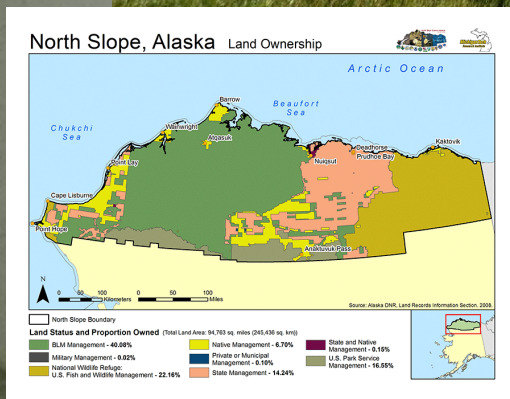 North Slope, Alaska Land Ownership
Arctic Ocean
Beaufort
Sea
Chukchi
Sea
Barrow
Wainwright
Atqasuk
Point Lay
Cape Lisburne
Point Hope
Nuiqsut
Deadhorse
Prudhoe Bay
Kaktovik
Anaktuvuk Pass
N
0 50 100
Kilometers
0 50 100
Miles
Source: Alaska DNR, Land Records Information Section, 2008.
North Slope Boundary
Land Status and Proportion Owned (Total Land Area: 94,763 sq. miles (245,436 sq. km))
BLM Management - 40.08%
Military Management - 0.02%
National Wildlife Refuge:
U.S. Fish and Wildlife Management - 22.16%
Native Management - 6.70%
Private or Municipal
Management - 0.10%
State Management - 14.24%
State and Native
Management - 0.15%
U.S. Park Service
Management - 16.55%